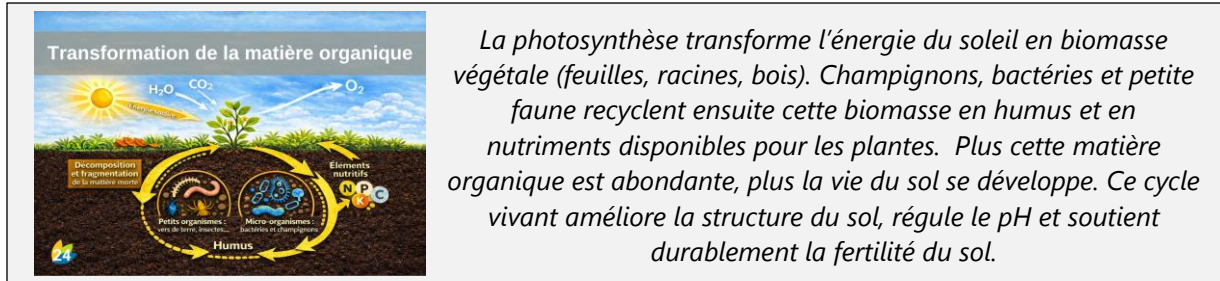 Transformation de la matière organique
H₂O
CO₂
O₂
Énergie solaire
Décomposition
et fragmentation
de la matière morte
Éléments
nutritifs
N P C
K
Petits organismes :
vers de terre, insectes...
Micro-organismes :
bactéries et champignons
Humus
24
La photosynthèse transforme l’énergie du soleil en biomasse
végétale (feuilles, racines, bois). Champignons, bactéries et petite
faune recyclent ensuite cette biomasse en humus et en
nutriments disponibles pour les plantes. Plus cette matière
organique est abondante, plus la vie du sol se développe. Ce cycle
vivant améliore la structure du sol, régule le pH et soutient
durablement la fertilité du sol.